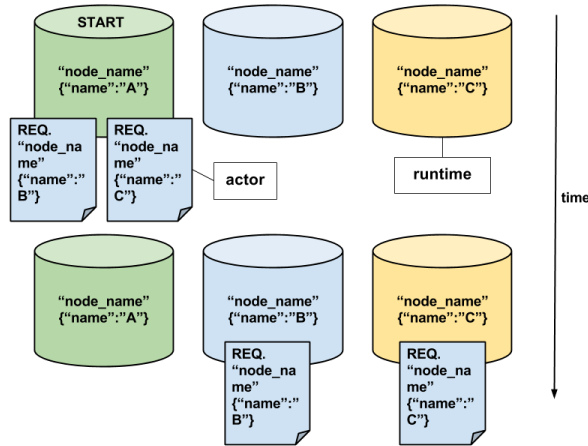 START
“node_name”
{“name”:”A”}
“node_name”
{“name”:”B”}
“node_name”
{“name”:”C”}
REQ.
“node_na
me”
{“name”:”
B”}
REQ.
“node_na
me”
{“name”:”
C”}
actor
runtime
time
“node_name”
{“name”:”A”}
“node_name”
{“name”:”B”}
“node_name”
{“name”:”C”}
REQ.
“node_na
me”
{“name”:”
B”}
REQ.
“node_na
me”
{“name”:”
C”}